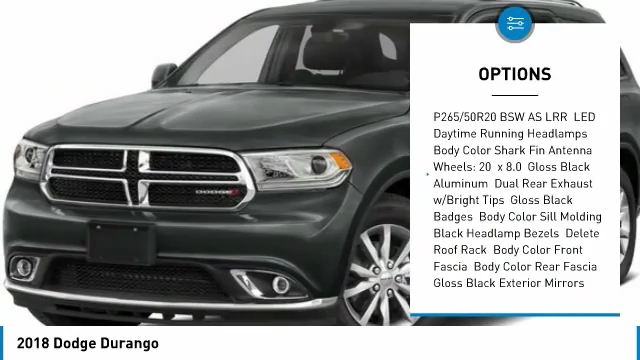 OPTIONS
P265/50R20 BSW AS LRR LED
Daytime Running Headlamps
Body Color Shark Fin Antenna
Wheels: 20 x 8.0 Gloss Black
Aluminum Dual Rear Exhaust
w/Bright Tips Gloss Black
Badges Body Color Sill Molding
Black Headlamp Bezels Delete
Roof Rack Body Color Front
Fascia Body Color Rear Fascia
Gloss Black Exterior Mirrors
DODGE
2018 Dodge Durango